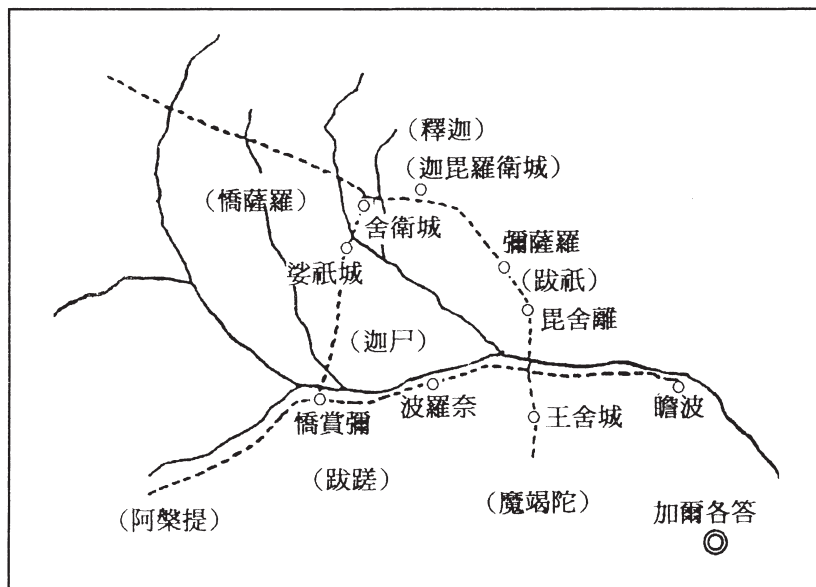 （釋迦）
（迦毘羅衛城）
（憍薩羅）
舍衛城
彌薩羅
娑祇城
（跋祇）
毘舍離
（迦尸）
憍賞彌
波羅奈
王舍城
瞻波
（跋蹉）
（阿槃提）
（魔竭陀）
加爾各答